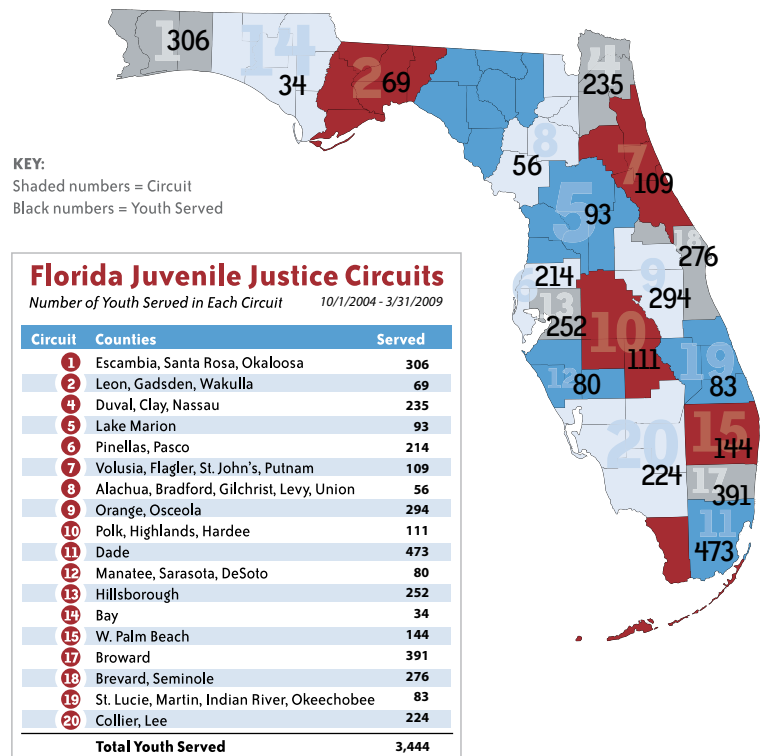 1
306
14
34
2
69
4
235
8
56
7
109
5
93
18
276
6
214
9
294
13
252
10
111
19
83
12
80
15
144
20
224
17
391
11
473
KEY:
Shaded numbers = Circuit
Black numbers = Youth Served
Florida Juvenile Justice Circuits
Number of Youth Served in Each Circuit 10/1/2004 - 3/31/2009
Circuit Counties Served
1 Escambia, Santa Rosa, Okaloosa 306
2 Leon, Gadsden, Wakulla 69
4 Duval, Clay, Nassau 235
5 Lake Marion 93
6 Pinellas, Pasco 214
7 Volusia, Flagler, St. John's, Putnam 109
8 Alachua, Bradford, Gilchrist, Levy, Union 56
9 Orange, Osceola 294
10 Polk, Highlands, Hardee 111
11 Dade 473
12 Manatee, Sarasota, DeSoto 80
13 Hillsborough 252
14 Bay 34
15 W. Palm Beach 144
17 Broward 391
18 Brevard, Seminole 276
19 St. Lucie, Martin, Indian River, Okeechobee 83
20 Collier, Lee 224
Total Youth Served 3,444